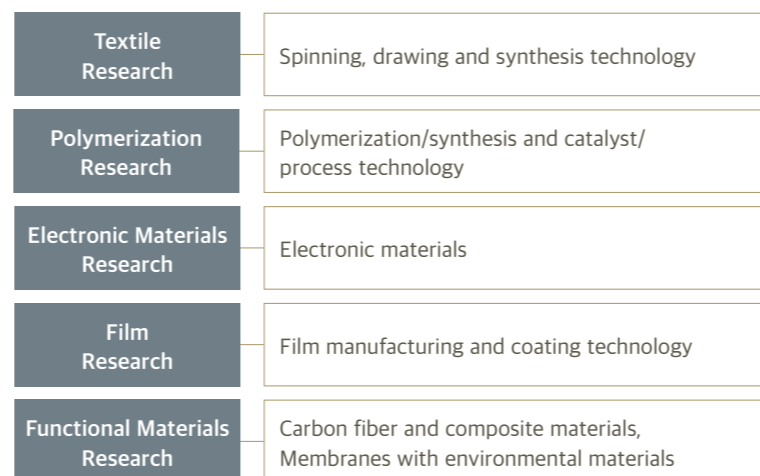 Textile
Research
Spinning, drawing and synthesis technology
Polymerization
Research
Polymerization/synthesis and catalyst/
process technology
Electronic Materials
Research
Electronic materials
Film
Research
Film manufacturing and coating technology
Functional Materials
Research
Carbon fiber and composite materials,
Membranes with environmental materials